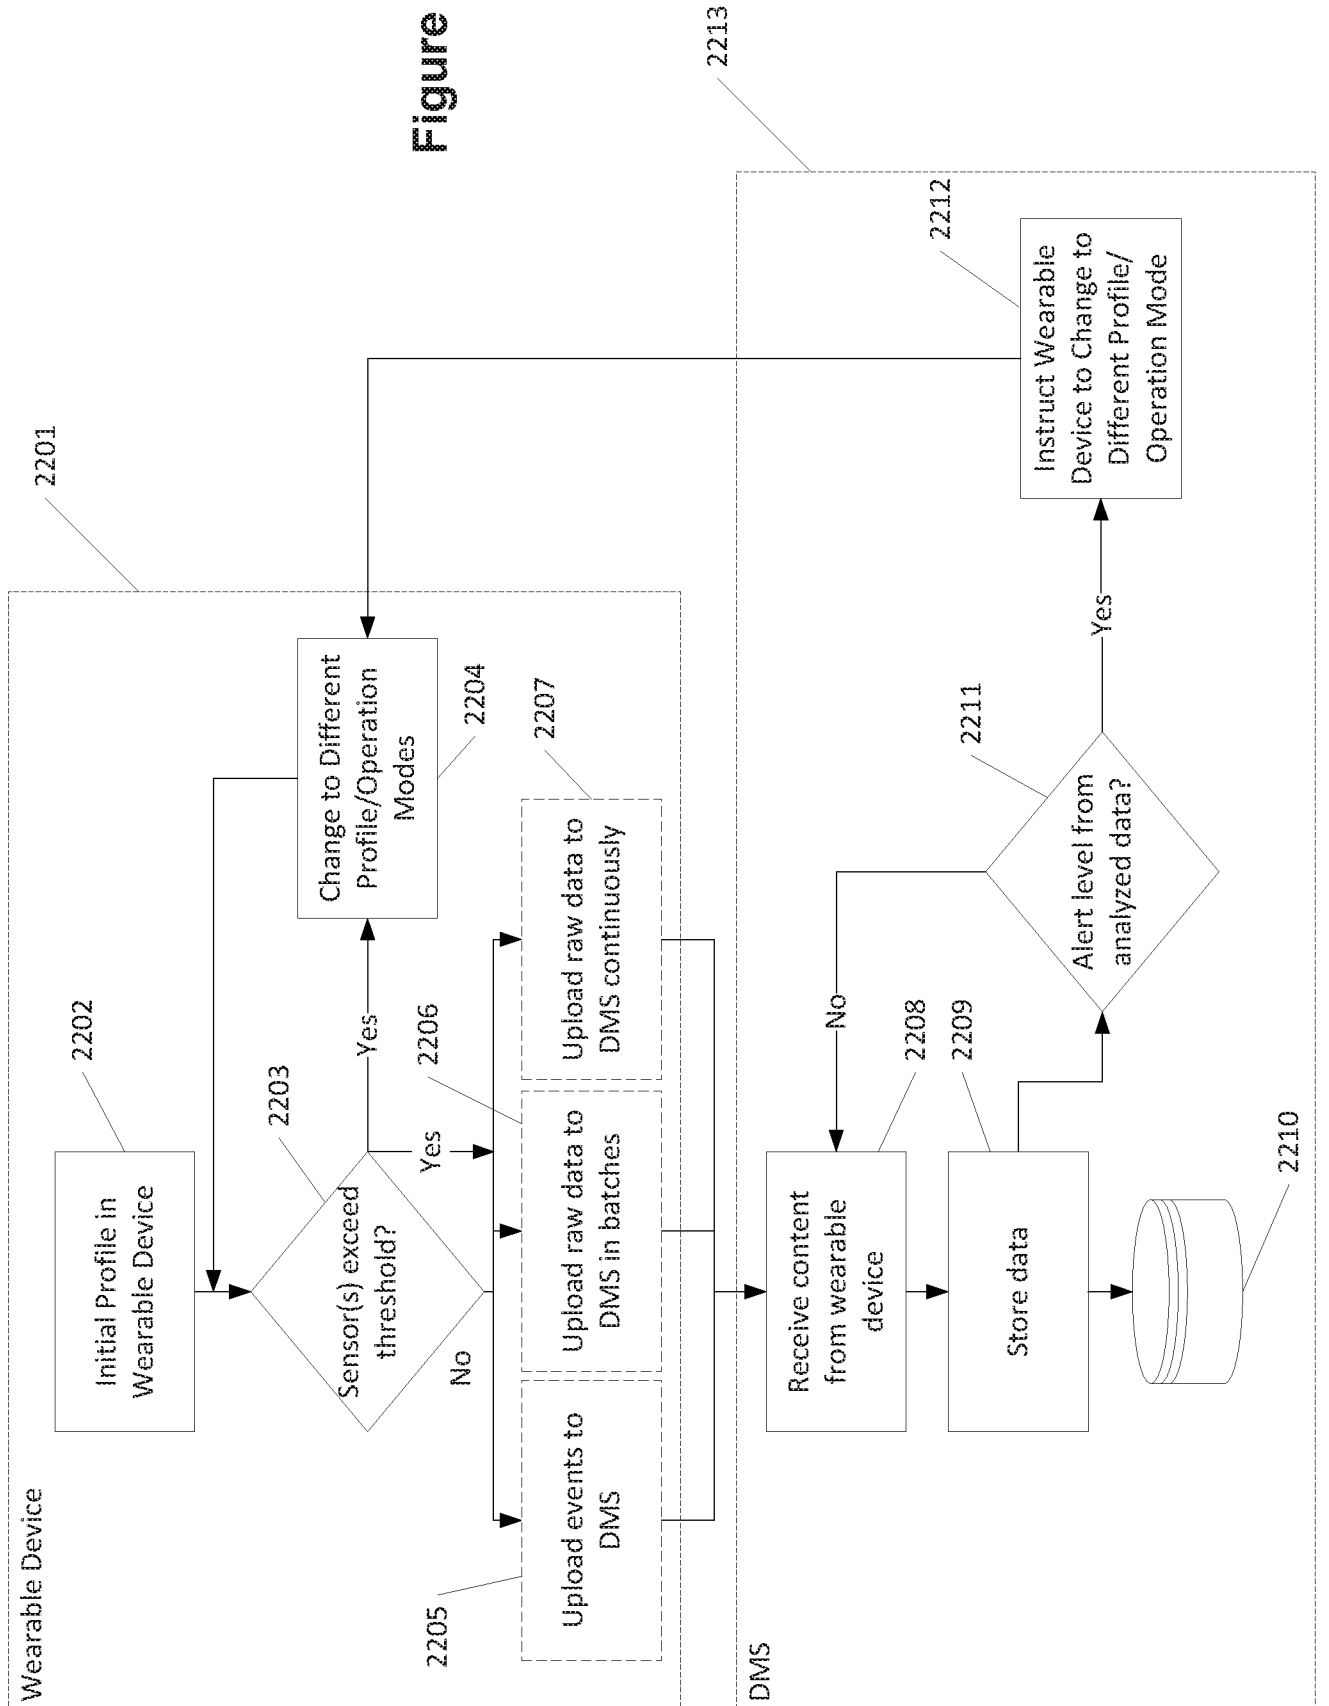 Wearable Device
2201
Initial Profile in
Wearable Device
2202
Sensor(s) exceed
threshold?
2203
Yes
Change to Different
Profile/Operation
Modes
2204
Yes
No
Upload events to
DMS
2205
Upload raw data to
DMS in batches
2206
Upload raw data to
DMS continuously
2207
Figure
DMS
2213
Receive content
from wearable
device
2208
Store data
2209
2210
No
Alert level from
analyzed data?
2211
Yes
Instruct Wearable
Device to Change to
Different Profile/
Operation Mode
2212